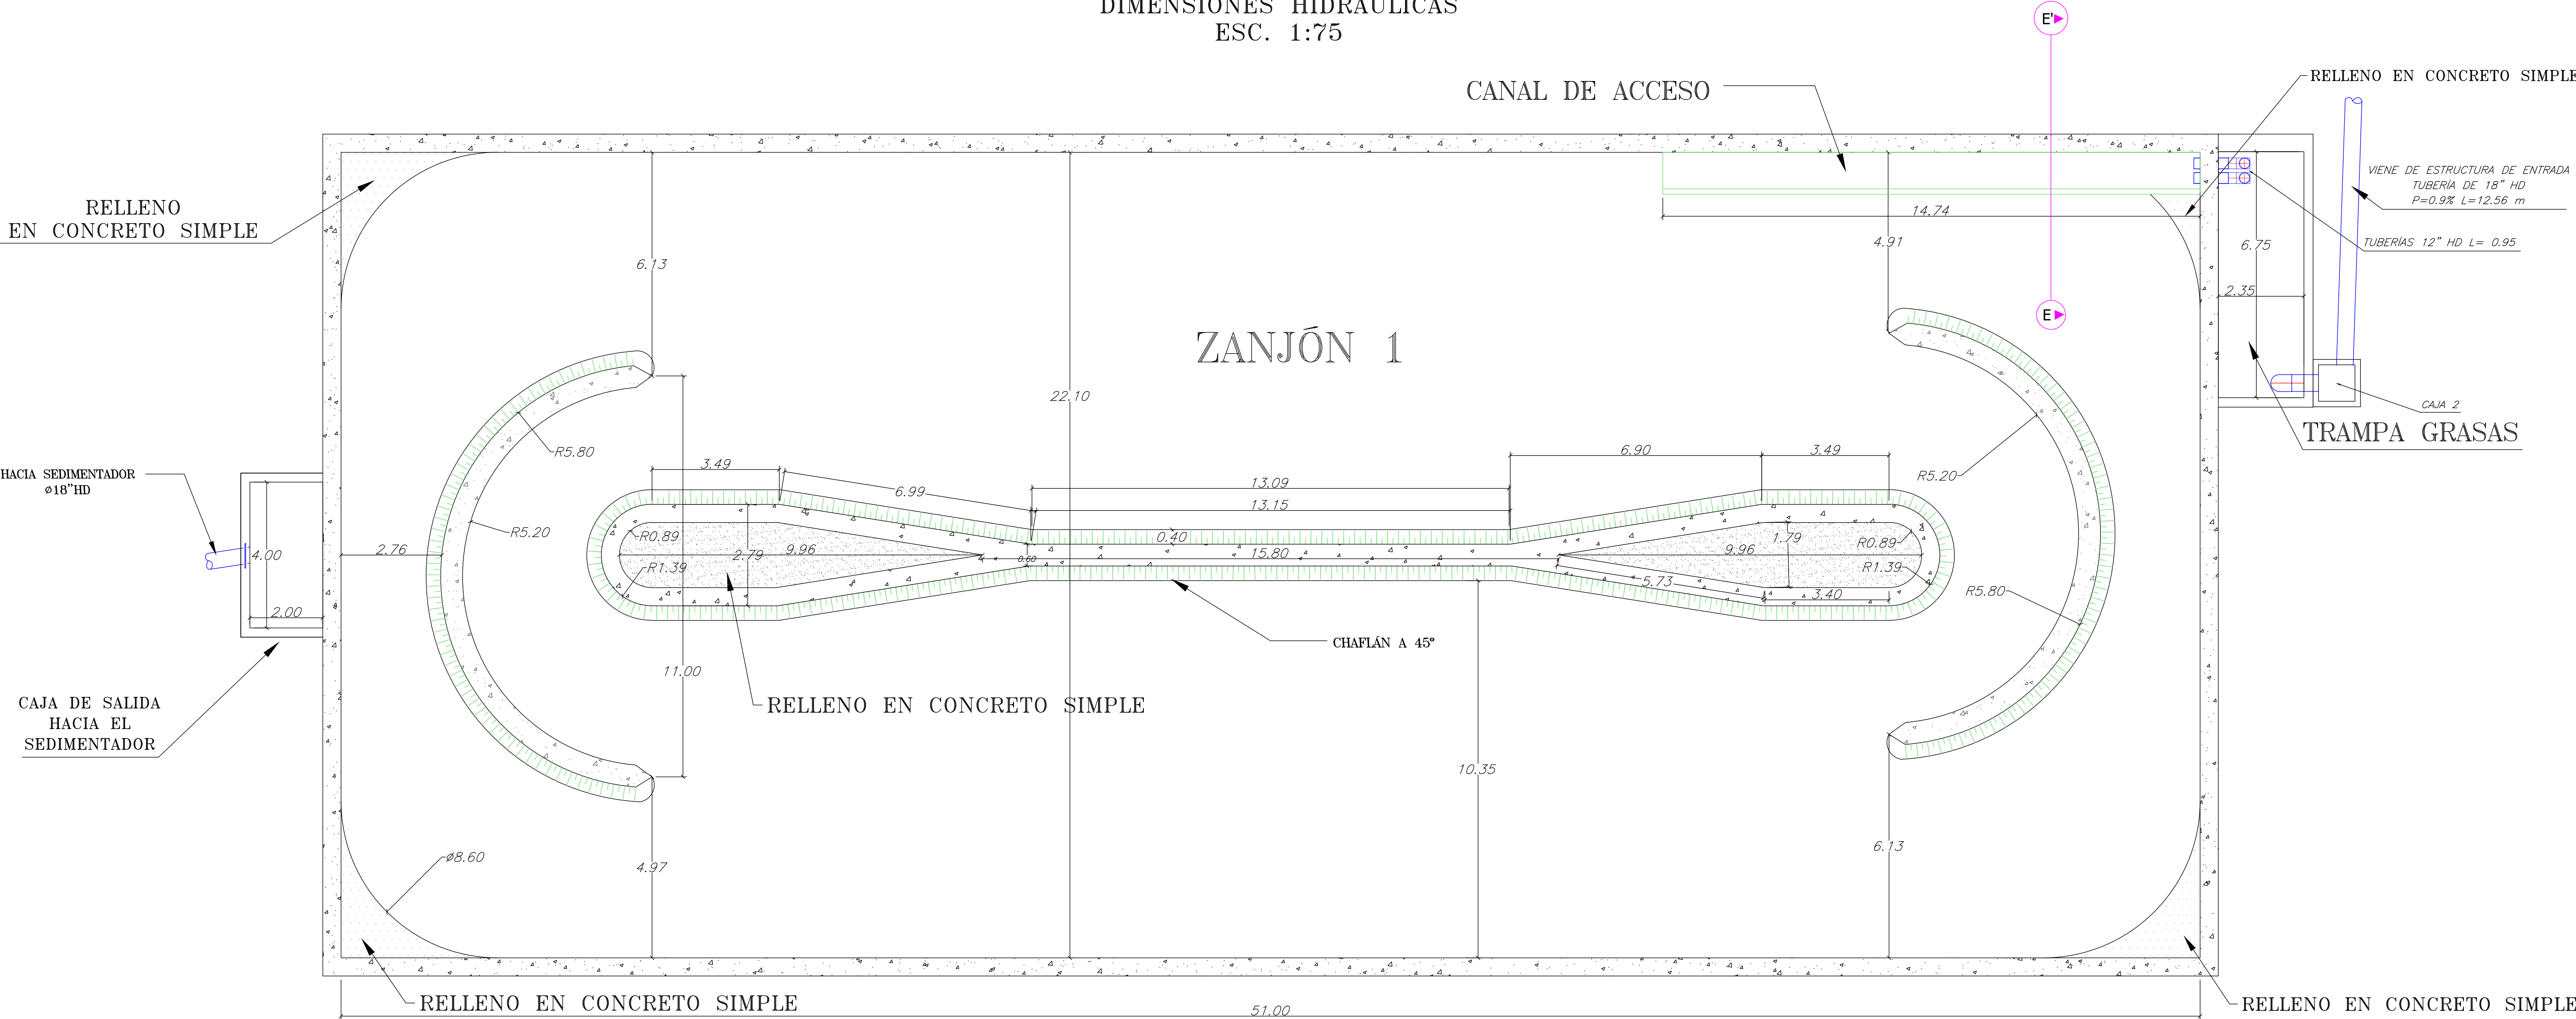 DIMENSIONES HIDRAULICAS
ESC. 1:75
E'
CANAL DE ACCESO
RELLENO EN CONCRETO SIMPLE
VIENE DE ESTRUCTURA DE ENTRADA
TUBERÍA DE 18" HD
P=0.9% L=12.56 m
TUBERÍAS 12" HD L= 0.95
RELLENO
EN CONCRETO SIMPLE
14.74
4.91
6.75
6.13
2.35
E
ZANJÓN 1
22.10
CAJA 2
TRAMPA GRASAS
R5.80
R5.20
HACIA SEDIMENTADOR
ø18"HD
3.49
6.99
13.09
13.15
6.90
3.49
R5.20
4.00
2.76
R0.89
2.79
9.96
0.60
0.40
15.80
9.96
1.79
R0.89
R1.39
R1.39
5.73
3.40
R5.80
2.00
CHAFLÁN A 45°
11.00
RELLENO EN CONCRETO SIMPLE
CAJA DE SALIDA
HACIA EL
SEDIMENTADOR
10.35
6.13
ø8.60
4.97
RELLENO EN CONCRETO SIMPLE
51.00
RELLENO EN CONCRETO SIMPLE